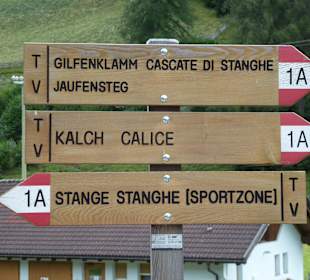 T
V
GILFENKLAMM CASCATE DI STANGHE
JAUFENSTEG
1A
T
V
KALCH CALICE
1A
1A
STANGE STANGHE [SPORTZONE]
T
V